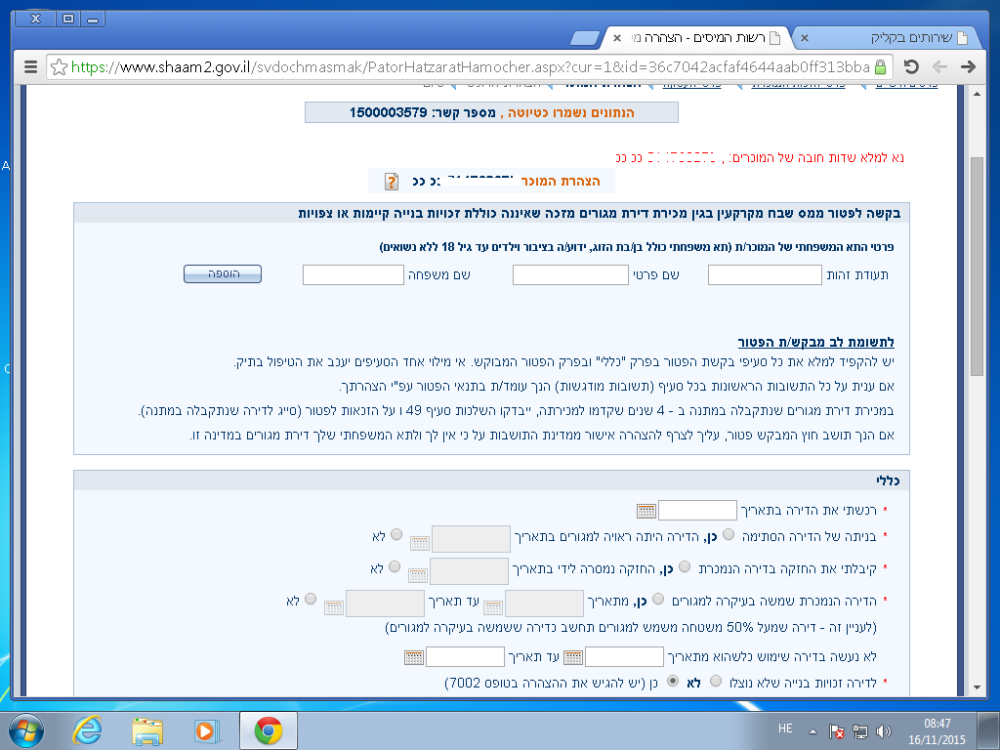 שירותים בקליק
רשות המיסים - הצהרה מי
https://www.shaam2.gov.il/svdochmasmak/PatorHatzaratHamocher.aspx?cur=1&id=36c7042acfaf4644aab0ff313bba
הנתונים נשמרו כטיוטה , מספר קשר: 1500003579
נא למלא שדות חובה של המוכרים: , ככ ככ
הצהרת המוכר ככ ככ
בקשה לפטור ממס שבח מקרקעין בגין מכירת דירת מגורים מזכה שאיננה כוללת זכויות בנייה קיימות או צפויות
פרטי התא המשפחתי של המוכר/ת (תא משפחתי כולל בן/בת הזוג, ידוע/ה בציבור וילדים עד גיל 18 ללא נשואים)
תעודת זהות שם פרטי שם משפחה הוספה
לתשומת לב מבקש/ת הפטור
יש להקפיד למלא את כל סעיפי בקשת הפטור בפרק "כללי" ובפרק הפטור המבוקש. אי מילוי אחד הסעיפים יעכב את הטיפול בתיק.
אם ענית על כל התשובות הראשונות בכל סעיף (תשובות מודגשות) הנך עומד/ת בתנאי הפטור עפ"י הצהרתך.
במכירת דירת מגורים שנתקבלה במתנה ב - 4 שנים שקדמו למכירתה, ייבדקו השלכות סעיף 49 ו על הזכאות לפטור (סייג לדירה שנתקבלה במתנה).
אם הנך תושב חוץ המבקש פטור, עליך לצרף להצהרה אישור ממדינת התושבות על כי אין לך ולתא המשפחתי שלך דירת מגורים במדינה זו.
כללי
* רכשתי את הדירה בתאריך
* בניתה של הדירה הסתימה כן, הדירה היתה ראויה למגורים בתאריך לא
* קיבלתי את החזקה בדירה הנמכרת כן, החזקה נמסרה לידי בתאריך לא
* הדירה הנמכרת שמשה בעיקרה למגורים כן, מתאריך עד תאריך לא
(לעניין זה - דירה שמעל 50% משטחה משמש למגורים תחשב כדירה ששמשה בעיקרה למגורים)
לא נעשה בדירה שימוש כלשהוא מתאריך עד תאריך
* לדירה זכויות בנייה שלא נוצלו לא כן (יש להגיש את ההצהרה בטופס 7002)
HE
08:47
16/11/2015